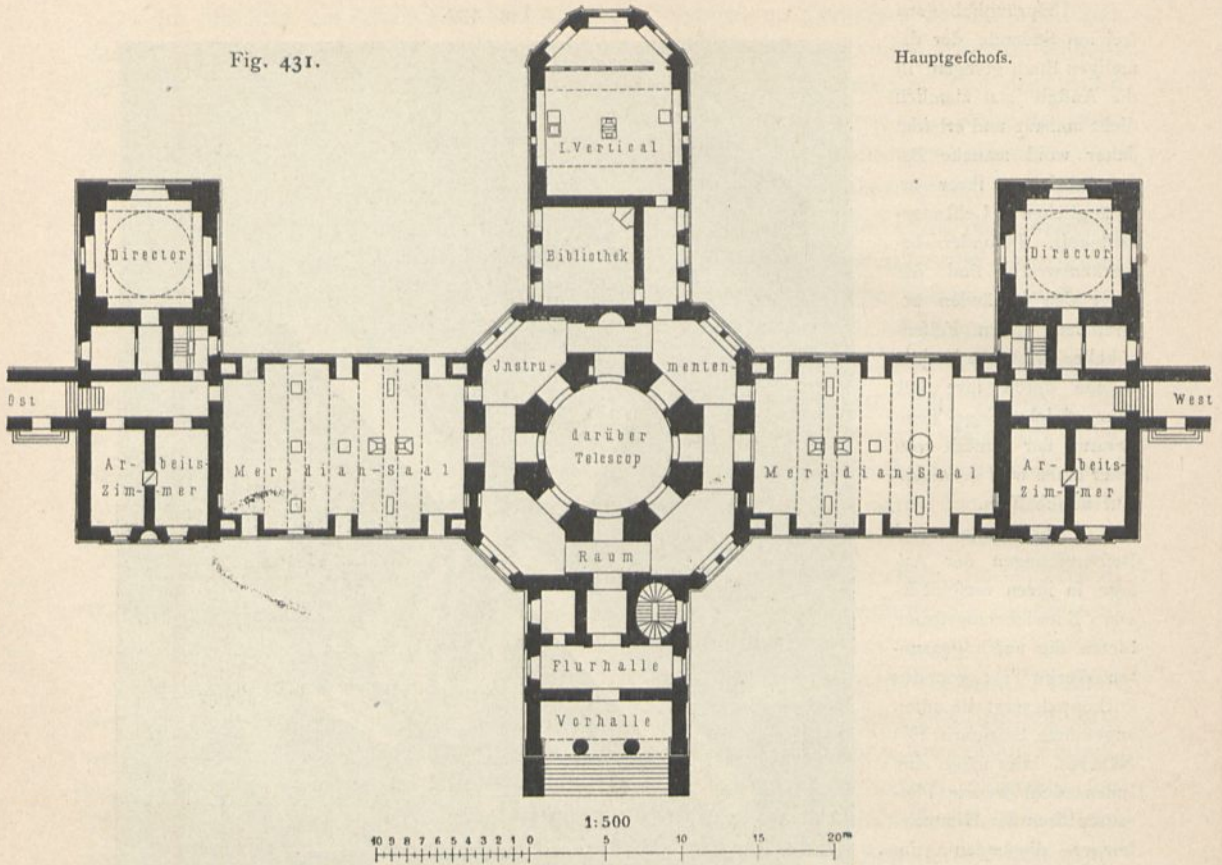 Fig. 431.
Hauptgeſchoſs.
I.Vertical
Director
Bibliothek
Director
Jnstru-
menten-
Ost
West
darüber
Telescop
Ar- beits-
Zim- mer
Meridian-Saal
Meridian-Saal
Ar- beits-
Zim- mer
Raum
Flurhalle
Vorhalle
1:500
10 9 8 7 6 5 4 3 2 1 0 5 10 15 20 m